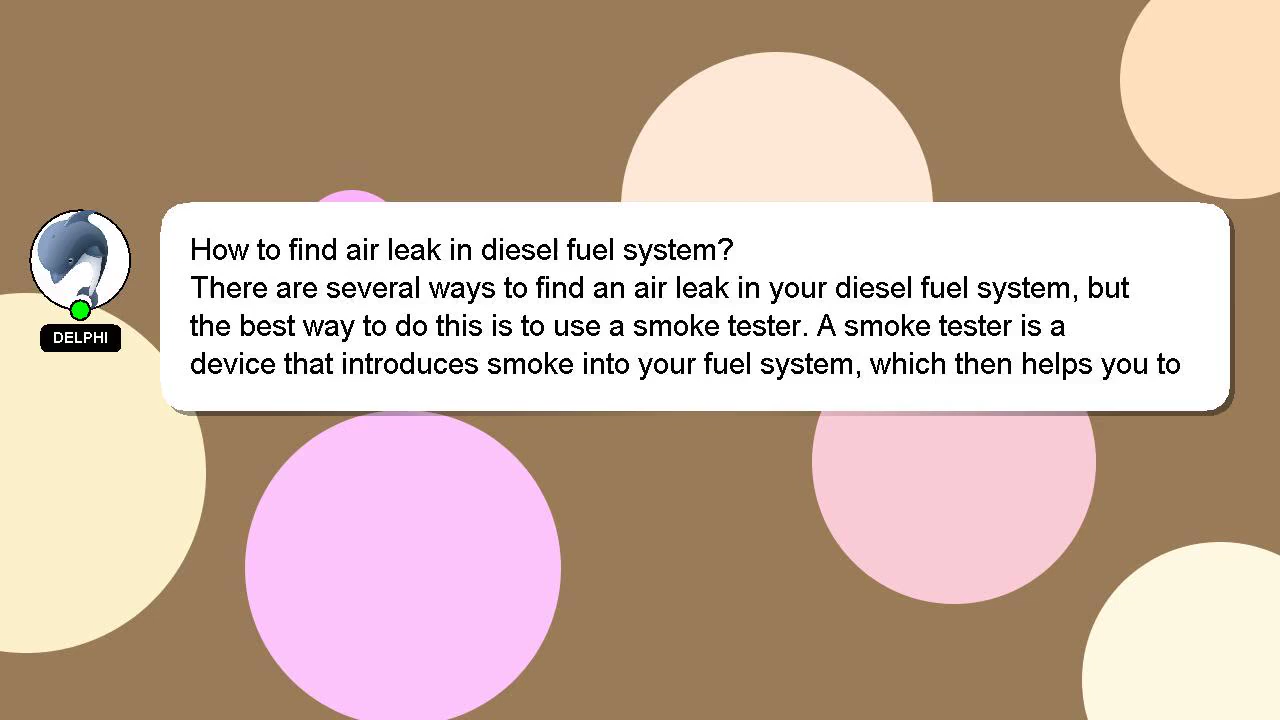 How to find air leak in diesel fuel system?
There are several ways to find an air leak in your diesel fuel system, but
the best way to do this is to use a smoke tester. A smoke tester is a
device that introduces smoke into your fuel system, which then helps you to
DELPHI